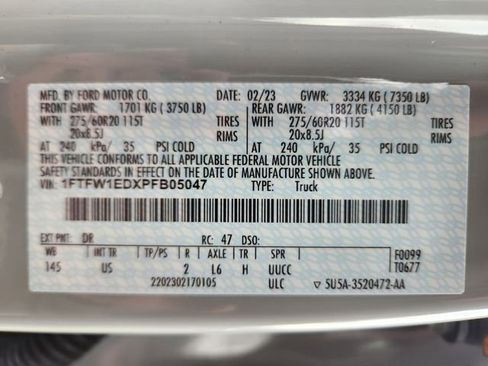 MFD. BY FORD MOTOR CO. 02/23 GVWR: 3334 KG (7350 LB)
FRONT GAWR: 1701 KG (3750 LB) REAR GAWR: 1882 KG (4150 LB)
WITH 275/60R20 115T TIRES WITH 275/60R20 115T TIRES
20x8.5J RIMS 20x8.5J RIMS
AT 240 kPa/ 35 PSI COLD AT 240 kPa/ 35 PSI COLD
THIS VEHICLE CONFORMS TO ALL APPLICABLE FEDERAL MOTOR VEHICLE
SAFETY STANDARDS IN EFFECT ON THE DATE OF MANUFACTURE SHOWN ABOVE.
VIN: 1FTFW1EDXPFB05047 TYPE: Truck
EXT PNT: DR RC: 47 DSO:
WB INT TR TP/PS R AXLE TR SPR F0099
145 US 2 L6 H UUCC T0677
2202302170105 ULC 5U5A-3520472-AA